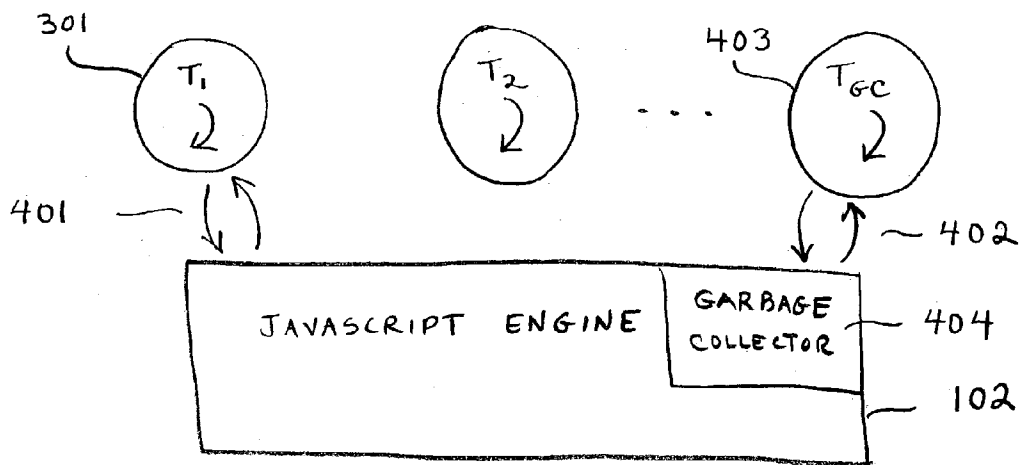 301
T1
T2
. . .
403
TGC
401
402
JAVASCRIPT ENGINE
GARBAGE
COLLECTOR
404
102